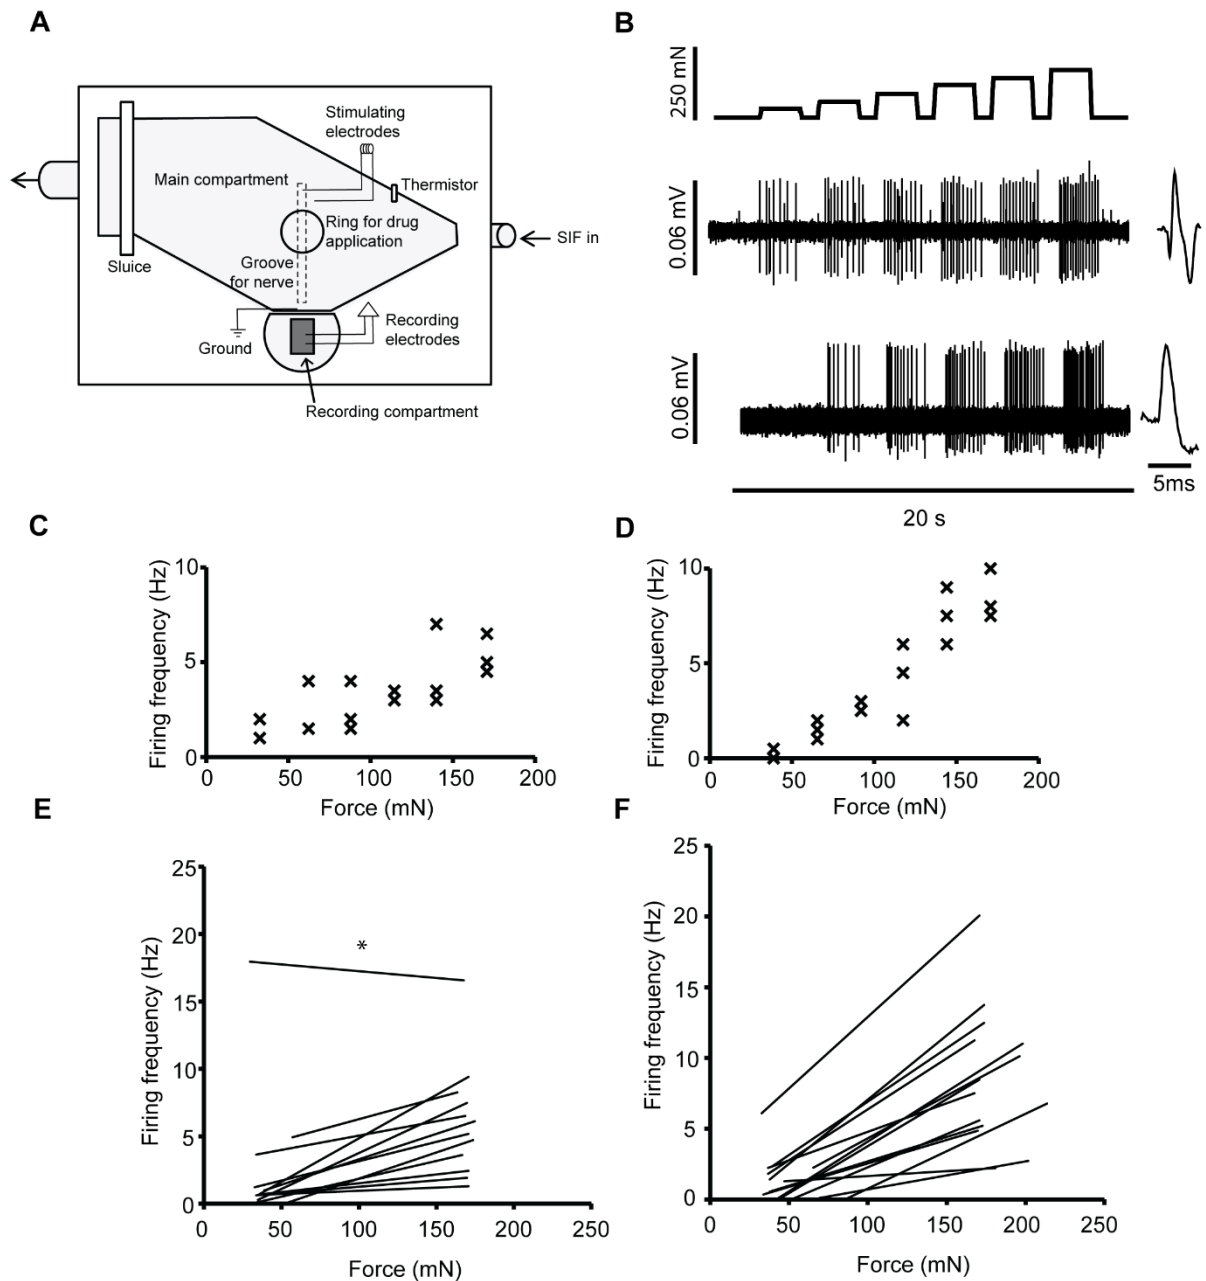 A
Stimulating
electrodes
Main compartment
Thermistor
Ring for drug
application
SIF in
Sluice
Groove
for nerve
Ground
Recording
electrodes
Recording compartment
B
250 mN
0.06 mV
0.06 mV
5ms
20 s
C
Firing frequency (Hz)
10
5
0
0 50 100 150 200
Force (mN)
D
Firing frequency (Hz)
10
5
0
0 50 100 150 200
Force (mN)
E
Firing frequency (Hz)
25
20
15
10
5
0
*
0 50 100 150 200 250
Force (mN)
F
Firing frequency (Hz)
25
20
15
10
5
0
0 50 100 150 200 250
Force (mN)